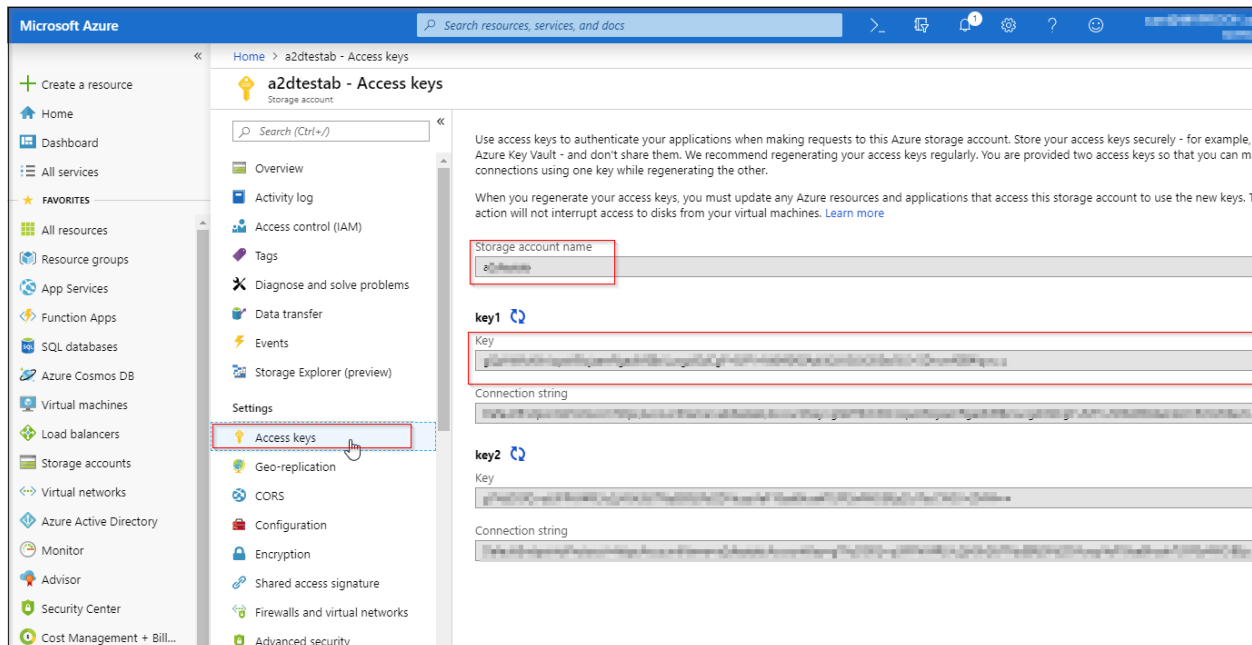 Microsoft Azure
Search resources, services, and docs
1
Home > a2dtestab - Access keys
a2dtestab - Access keys
Storage account
Create a resource
Home
Dashboard
All services
FAVORITES
All resources
Resource groups
App Services
Function Apps
SQL databases
Azure Cosmos DB
Virtual machines
Load balancers
Storage accounts
Virtual networks
Azure Active Directory
Monitor
Advisor
Security Center
Cost Management + Bill...
Search (Ctrl+/)
Overview
Activity log
Access control (IAM)
Tags
Diagnose and solve problems
Data transfer
Events
Storage Explorer (preview)
Settings
Access keys
Geo-replication
CORS
Configuration
Encryption
Shared access signature
Firewalls and virtual networks
Advanced security
Use access keys to authenticate your applications when making requests to this Azure storage account. Store your access keys securely - for example,
Azure Key Vault - and don't share them. We recommend regenerating your access keys regularly. You are provided two access keys so that you can m
connections using one key while regenerating the other.
When you regenerate your access keys, you must update any Azure resources and applications that access this storage account to use the new keys. T
action will not interrupt access to disks from your virtual machines. Learn more
Storage account name
key1
Key
Connection string
key2
Key
Connection string